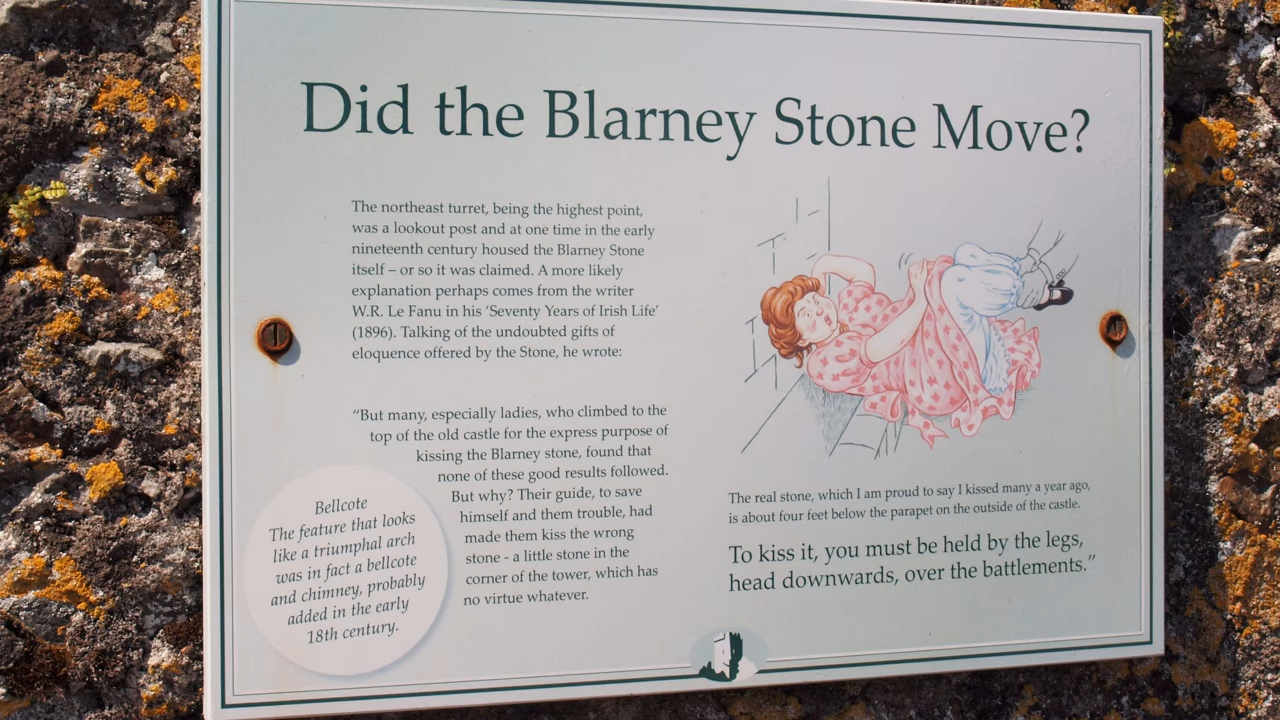 Did the Blarney Stone Move?
The northeast turret, being the highest point,
was a lookout post and at one time in the early
nineteenth century housed the Blarney Stone
itself – or so it was claimed. A more likely
explanation perhaps comes from the writer
W.R. Le Fanu in his ‘Seventy Years of Irish Life’
(1896). Talking of the undoubted gifts of
eloquence offered by the Stone, he wrote:
“But many, especially ladies, who climbed to the
top of the old castle for the express purpose of
kissing the Blarney stone, found that
none of these good results followed.
But why? Their guide, to save
himself and them trouble, had
made them kiss the wrong
stone - a little stone in the
corner of the tower, which has
no virtue whatever.
Bellcote
The feature that looks
like a triumphal arch
was in fact a bellcote
and chimney, probably
added in the early
18th century.
The real stone, which I am proud to say I kissed many a year ago,
is about four feet below the parapet on the outside of the castle.
To kiss it, you must be held by the legs,
head downwards, over the battlements.”